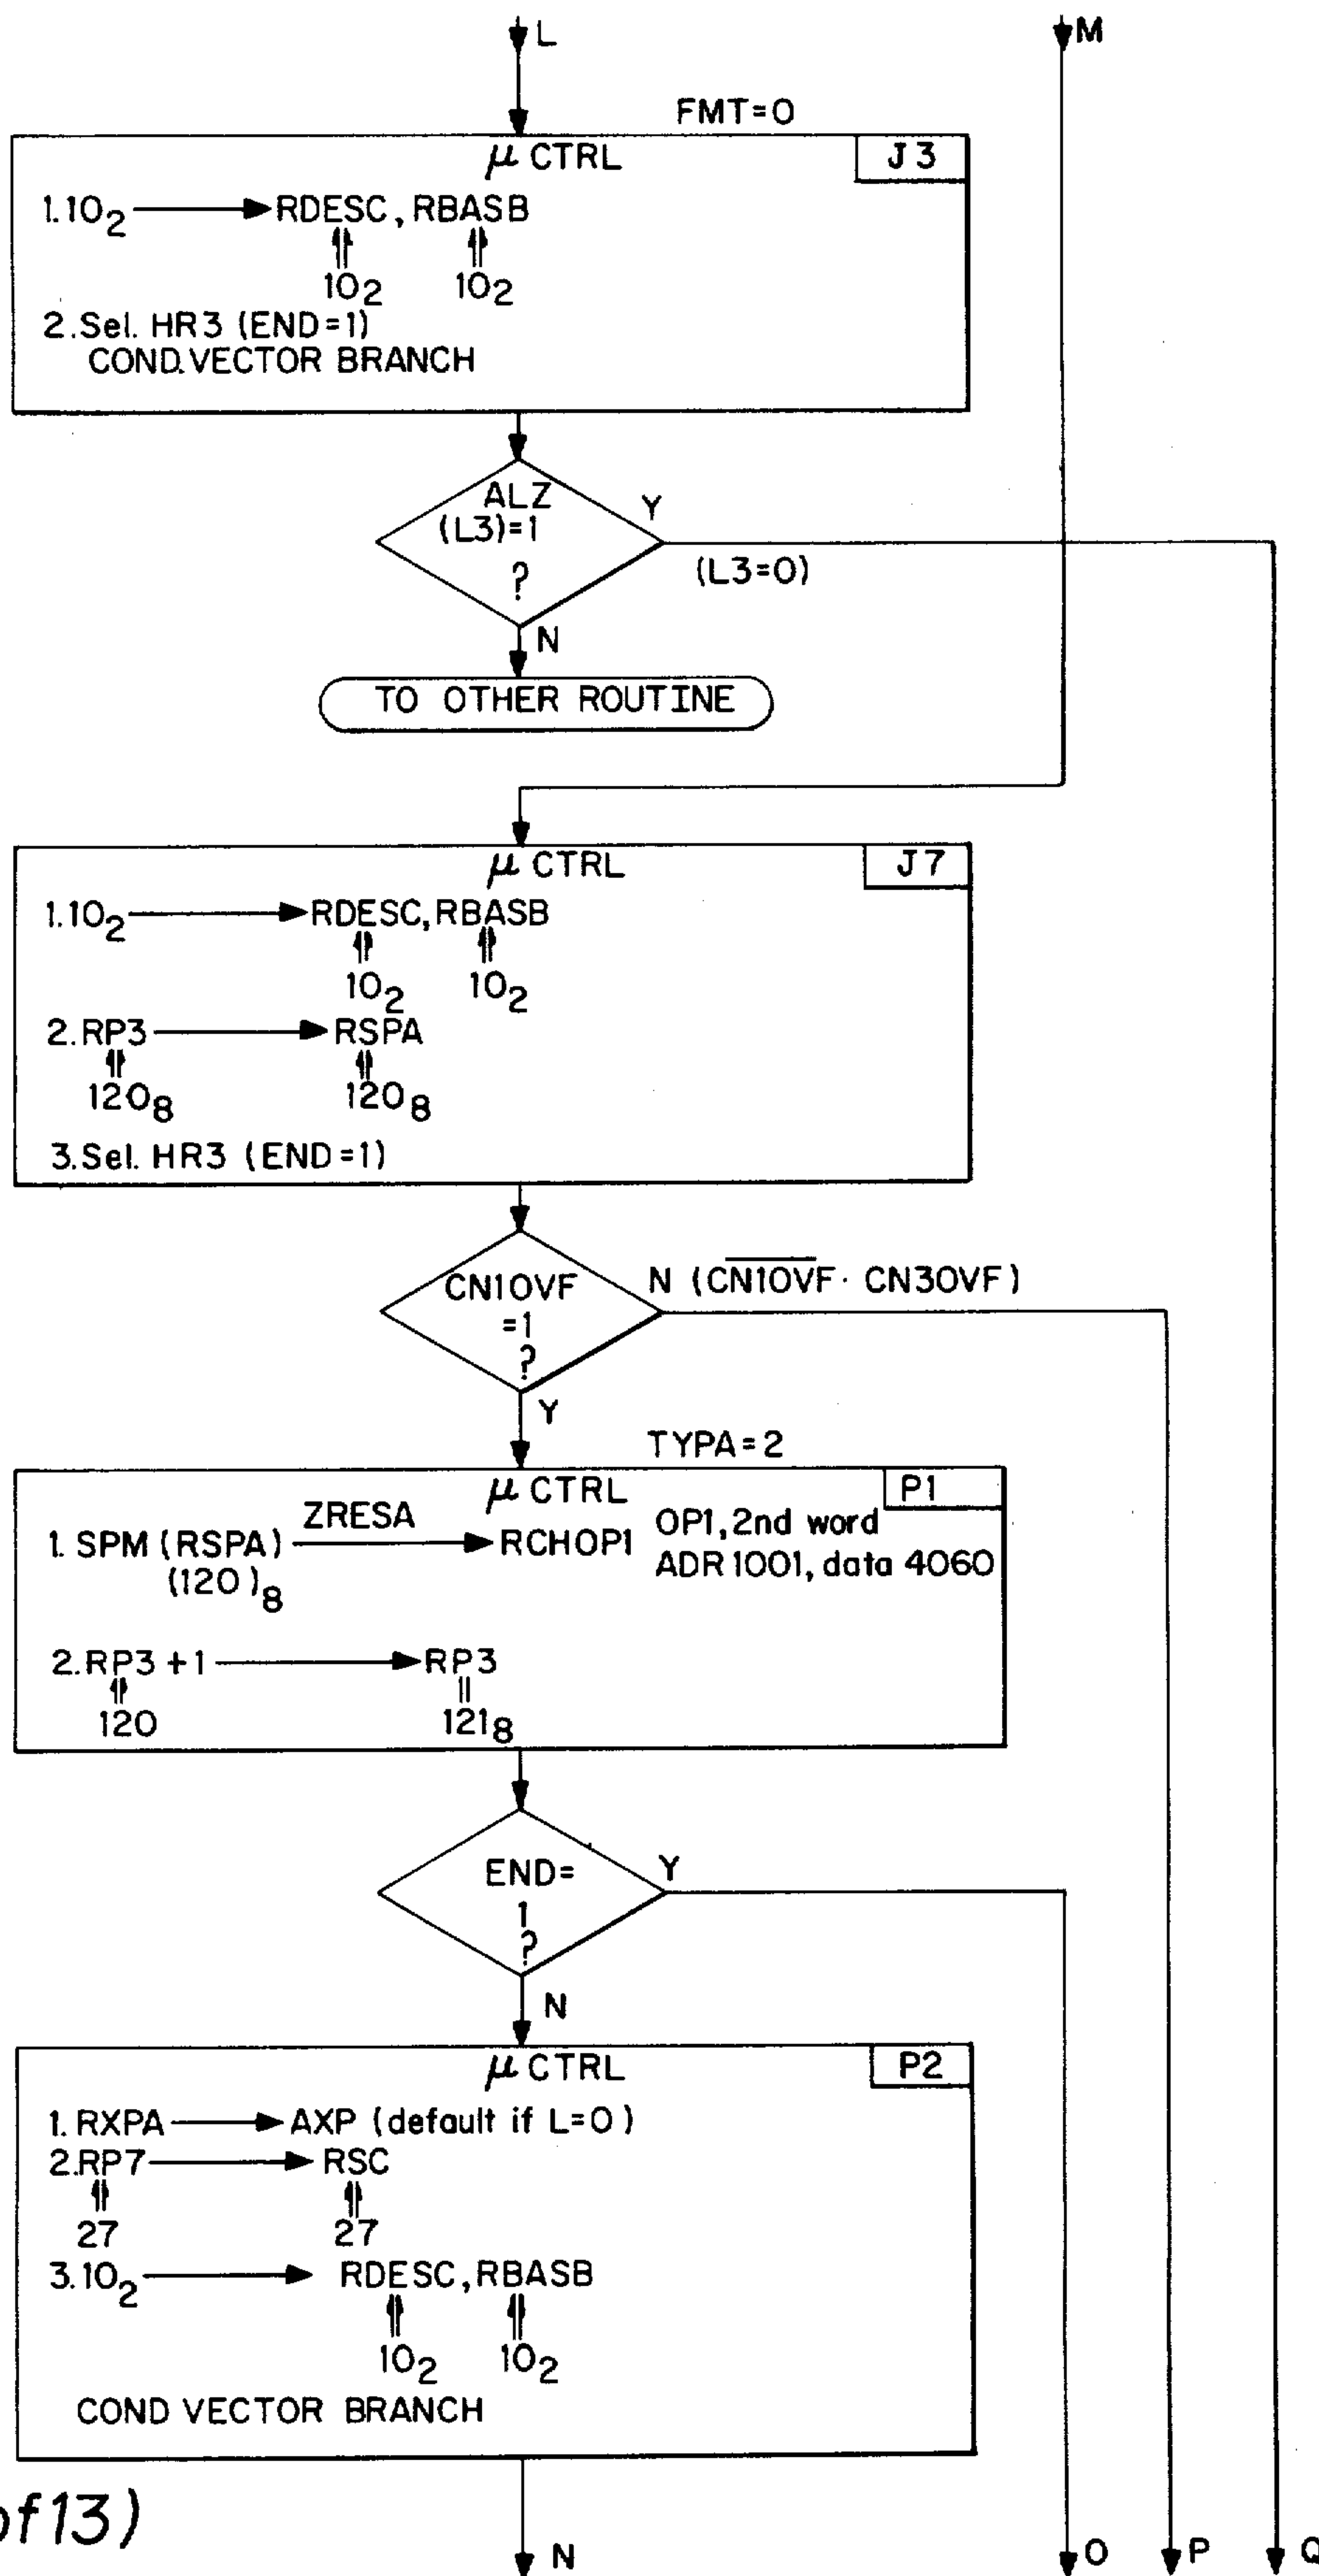 L
M
FMT=0
μ CTRL
J3
1.10₂ RDESC, RBASB
10₂ 10₂
2.Sel. HR3 (END=1)
COND.VECTOR BRANCH
ALZ
(L3)=1
?
Y
(L3=0)
N
TO OTHER ROUTINE
μ CTRL
J7
1.10₂ RDESC, RBASB
10₂ 10₂
2.RP3 RSPA
120₈ 120₈
3.Sel. HR3 (END=1)
CN1OVF
=1
?
N (C̅N̅1̅O̅V̅F̅ · CN3OVF)
Y
TYPA=2
μ CTRL
P1
1. SPM (RSPA) ZRESA RCHOP1 OP1, 2nd word
(120)₈ ADR 1001, data 4060
2.RP3 +1 RP3
120 121₈
END=
1
?
Y
N
μ CTRL
P2
1. RXPA AXP (default if L=0)
2.RP7 RSC
27 27
3.10₂ RDESC, RBASB
10₂ 10₂
COND VECTOR BRANCH
of 13)
N
O
P
Q